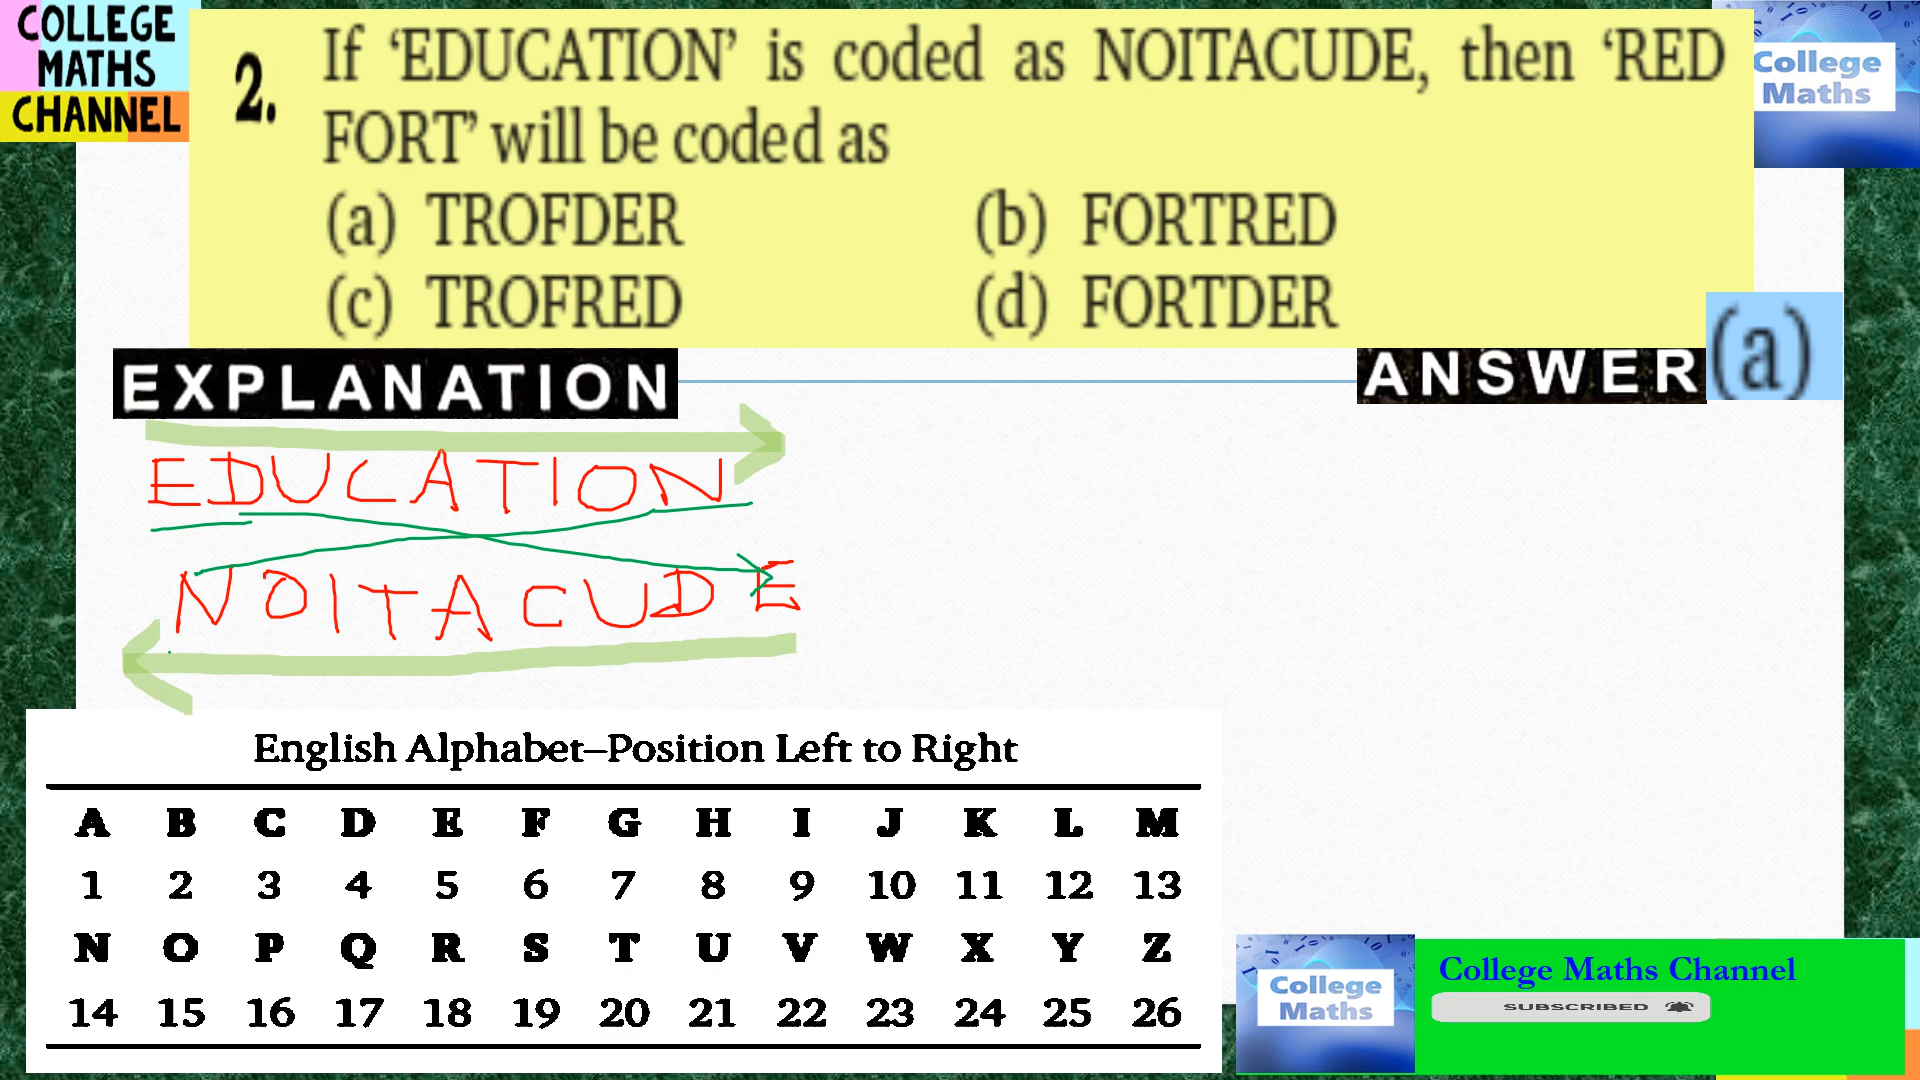 COLLEGE
MATHS
CHANNEL
2. If ‘EDUCATION’ is coded as NOITACUDE, then ‘RED
FORT’ will be coded as
(a) TROFDER (b) FORTRED
(c) TROFRED (d) FORTDER
College
Maths
EXPLANATION
ANSWER (a)
EDUCATION
NOITACUDE
English Alphabet–Position Left to Right
A B C D E F G H I J K L M
1 2 3 4 5 6 7 8 9 10 11 12 13
N O P Q R S T U V W X Y Z
14 15 16 17 18 19 20 21 22 23 24 25 26
College
Maths
College Maths Channel
SUBSCRIBED